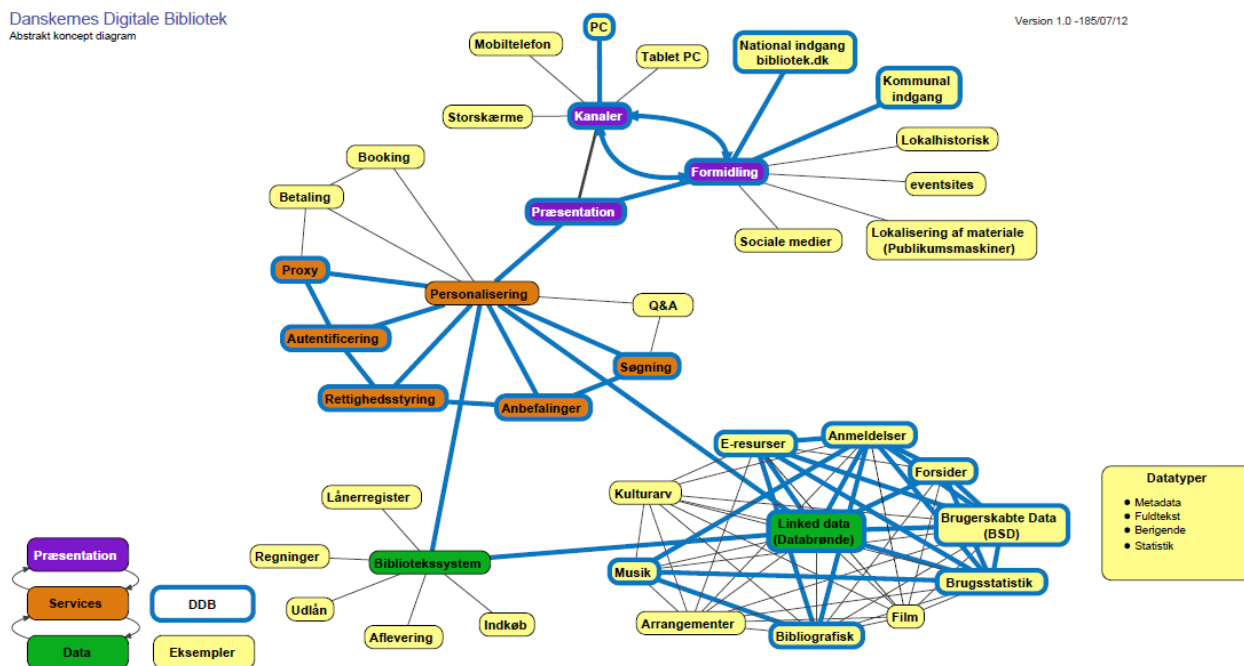 Danskernes Digitale Bibliotek
Abstrakt koncept diagram
Version 1.0 -185/07/12
PC
Mobiltelefon
Tablet PC
National indgang
bibliotek.dk
Kommunal
indgang
Storskærme
Kanaler
Lokalhistorisk
Booking
Formidling
eventsites
Betaling
Præsentation
Sociale medier
Lokalisering af materiale
(Publikumsmaskiner)
Proxy
Personalisering
Q&A
Autentificering
Søgning
Rettighedsstyring
Anbefalinger
E-resurser
Anmeldelser
Forsider
Kulturarv
Linked data
(Databrønde)
Brugerskabte Data
(BSD)
Datatyper
Metadata
Fuldtekst
Berigende
Statistik
Lånerregister
Regninger
Bibliotekssystem
Musik
Brugsstatistik
Udlån
Aflevering
Indkøb
Arrangementer
Bibliografisk
Film
Præsentation
Services
DDB
Data
Eksempler